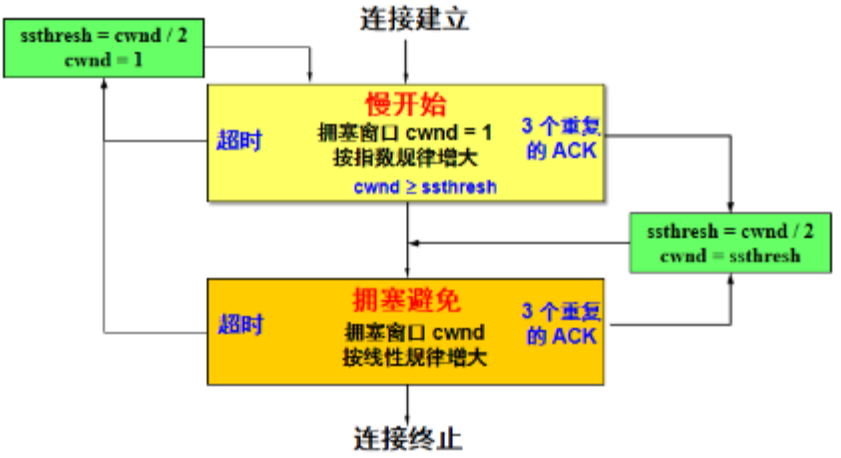 连接建立
ssthresh = cwnd / 2
cwnd = 1
慢开始
超时
拥塞窗口 cwnd = 1
按指数规律增大
cwnd ≥ ssthresh
3 个重复
的 ACK
ssthresh = cwnd / 2
cwnd = ssthresh
拥塞避免
超时
拥塞窗口 cwnd
按线性规律增大
3 个重复
的 ACK
连接终止